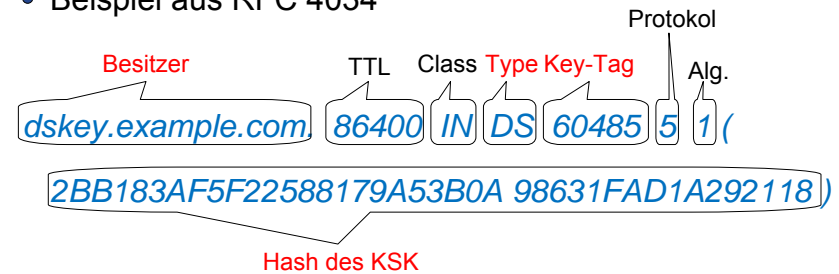 • Beispiel aus RFC 4034
Protokol
Besitzer TTL Class Type Key-Tag Alg.
dskey.example.com. 86400 IN DS 60485 5 1 (
2BB183AF5F22588179A53B0A 98631FAD1A292118 )
Hash des KSK